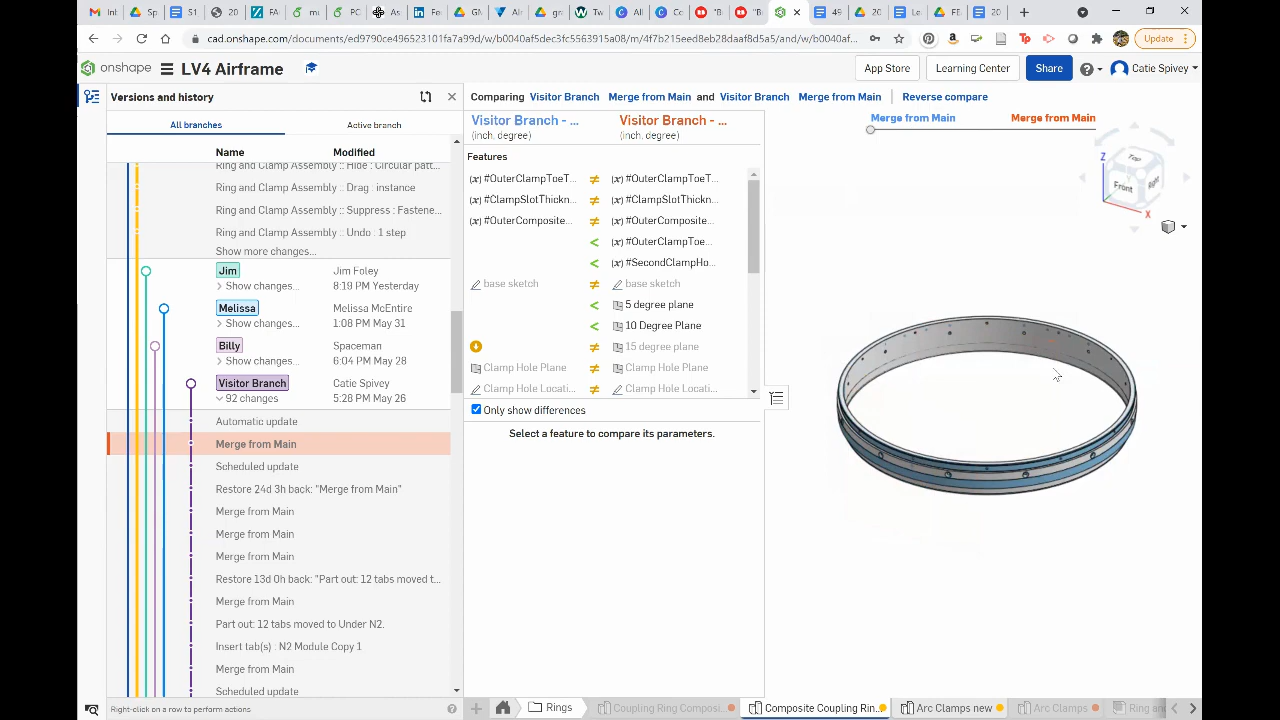 cad.onshape.com/documents/ed9790ce496523101fa7a99d/w/b0040af5dec3fc5563915a08/m/4f7b215eed8eb28daaf8d5a5/and/w/b0040af...
Update
onshape
LV4 Airframe
App Store
Learning Center
Share
Catie Spivey
Versions and history
Comparing Visitor Branch Merge from Main and Visitor Branch Merge from Main
Reverse compare
All branches
Active branch
Visitor Branch - ...
(inch. degree)
Visitor Branch - ...
(inch. degree)
Merge from Main
Merge from Main
Name
Modified
Features
Ring and Clamp Assembly :: Hide : Circular patt...
Ring and Clamp Assembly :: Drag : instance
Ring and Clamp Assembly :: Suppress : Fastene...
Ring and Clamp Assembly :: Undo : 1 step
Show more changes...
Jim
Jim Foley
Show changes...
8:19 PM Yesterday
Melissa
Melissa McEntire
Show changes...
1:08 PM May 31
Billy
Spaceman
Show changes...
6:04 PM May 28
Visitor Branch
Catie Spivey
92 changes
5:28 PM May 26
Automatic update
Merge from Main
Scheduled update
Restore 24d 3h back: "Merge from Main"
Merge from Main
Merge from Main
Merge from Main
Restore 13d 0h back: "Part out: 12 tabs moved t...
Merge from Main
Part out: 12 tabs moved to Under N2.
Insert tab(s) : N2 Module Copy 1
Merge from Main
Scheduled update
Right-click on a row to perform actions
(x) #OuterClampToeT... ≠ (x) #OuterClampToeT...
(x) #ClampSlotThickn... ≠ (x) #ClampSlotThickn...
(x) #OuterComposite... ≠ (x) #OuterComposite...
< (x) #OuterClampToe...
< (x) #SecondClampHo...
base sketch ≠ base sketch
< 5 degree plane
< 10 Degree Plane
≠ 15 degree plane
Clamp Hole Plane ≠ Clamp Hole Plane
Clamp Hole Locati... ≠ Clamp Hole Locati...
Only show differences
Select a feature to compare its parameters.
Z
Top
Front
Right
X
Rings
Coupling Ring Composi...
Composite Coupling Rin...
Arc Clamps new
Arc Clamps